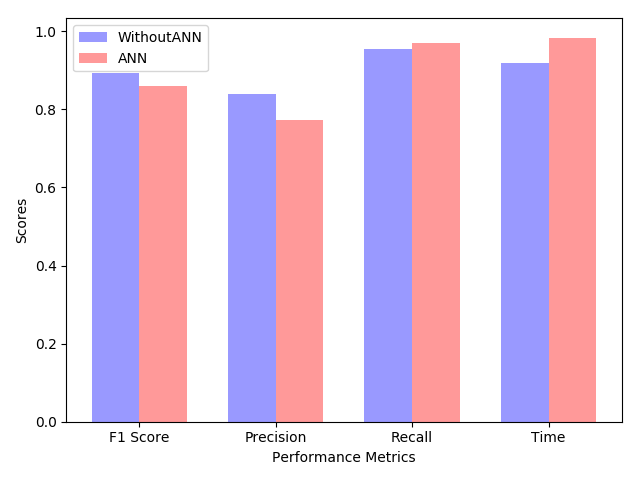 WithoutANN
ANN
1.0
0.8
0.6
0.4
0.2
0.0
Scores
F1 Score Precision Recall Time
Performance Metrics